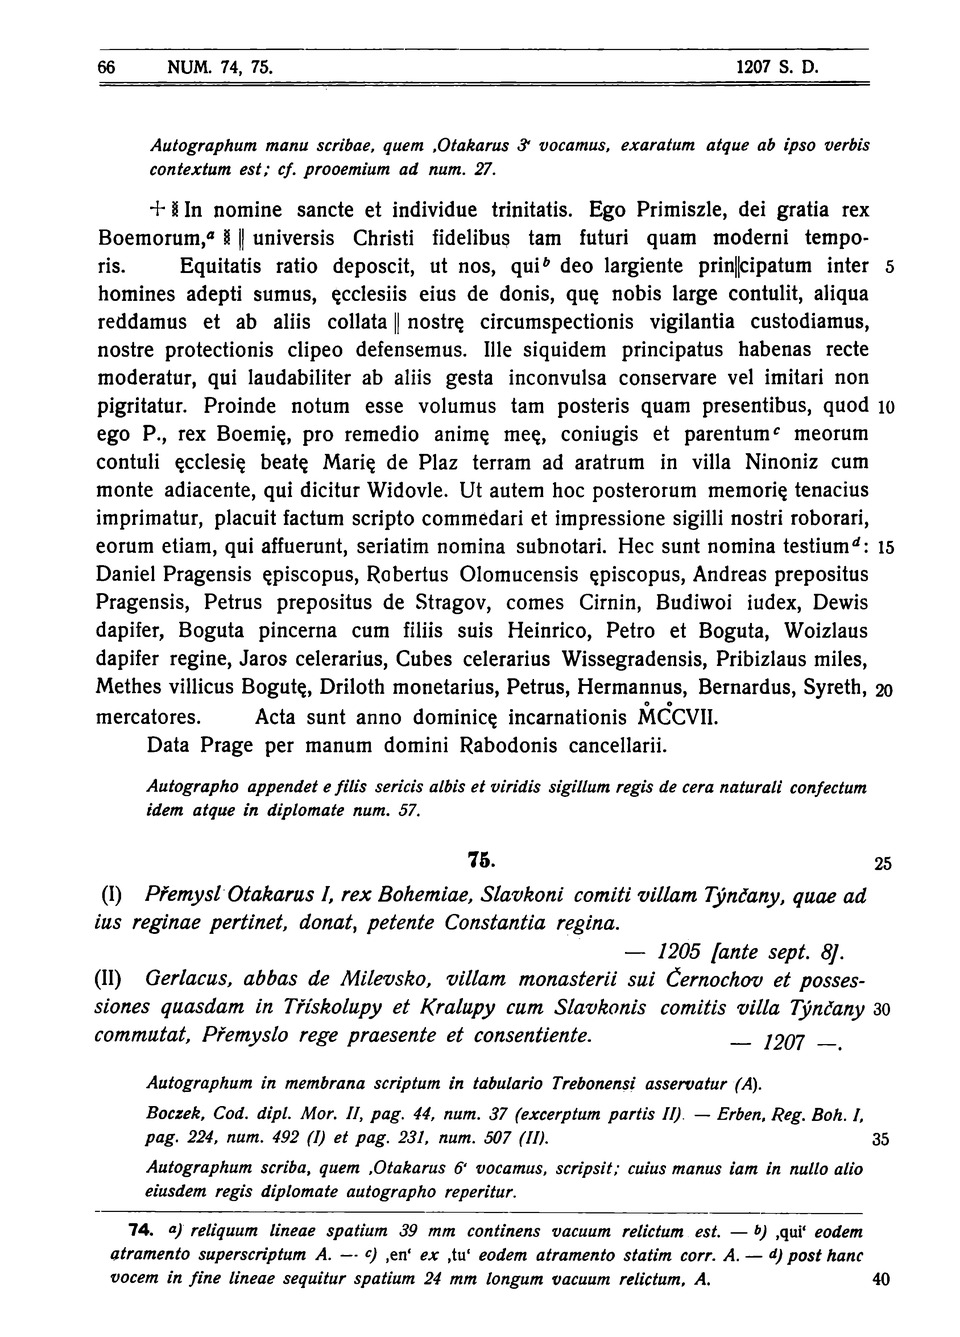 66 NUM. 74, 75. 1207 S. D.
Autographum manu scribae, quem ‚Otakarus 3‘ vocamus, exaratum atque ab ipso verbis
contextum est; cf. prooemium ad num. 27.
+ ⸾ In nomine sancte et individue trinitatis. Ego Primiszle, dei gratia rex
Boemorum,ᵃ ⸾ ‖ universis Christi fidelibus tam futuri quam moderni tempo-
ris. Equitatis ratio deposcit, ut nos, quiᵇ deo largiente prin‖cipatum inter 5
homines adepti sumus, ęcclesiis eius de donis, quę nobis large contulit, aliqua
reddamus et ab aliis collata ‖ nostrę circumspectionis vigilantia custodiamus,
nostre protectionis clipeo defensemus. Ille siquidem principatus habenas recte
moderatur, qui laudabiliter ab aliis gesta inconvulsa conservare vel imitari non
pigritatur. Proinde notum esse volumus tam posteris quam presentibus, quod 10
ego P., rex Boemię, pro remedio animę meę, coniugis et parentumᶜ meorum
contuli ęcclesię beatę Marię de Plaz terram ad aratrum in villa Ninoniz cum
monte adiacente, qui dicitur Widovle. Ut autem hoc posterorum memorię tenacius
imprimatur, placuit factum scripto commedari et impressione sigilli nostri roborari,
eorum etiam, qui affuerunt, seriatim nomina subnotari. Hec sunt nomina testiumᵈ: 15
Daniel Pragensis ępiscopus, Robertus Olomucensis ępiscopus, Andreas prepositus
Pragensis, Petrus prepositus de Stragov, comes Cirnin, Budiwoi iudex, Dewis
dapifer, Boguta pincerna cum filiis suis Heinrico, Petro et Boguta, Woizlaus
dapifer regine, Jaros celerarius, Cubes celerarius Wissegradensis, Pribizlaus miles,
Methes villicus Bogutę, Driloth monetarius, Petrus, Hermannus, Bernardus, Syreth, 20
mercatores. Acta sunt anno dominicę incarnationis M̊CC̊VII.
Data Prage per manum domini Rabodonis cancellarii.
Autographo appendet e filis sericis albis et viridis sigillum regis de cera naturali confectum
idem atque in diplomate num. 57.
75. 25
(I) Přemysl Otakarus I, rex Bohemiae, Slavkoni comiti villam Týnčany, quae ad
ius reginae pertinet, donat, petente Constantia regina.
— 1205 [ante sept. 8].
(II) Gerlacus, abbas de Milevsko, villam monasterii sui Černochov et posses-
siones quasdam in Třískolupy et Kralupy cum Slavkonis comitis villa Týnčany 30
commutat, Přemyslo rege praesente et consentiente. — 1207 —.
Autographum in membrana scriptum in tabulario Trebonensi asservatur (A).
Boczek, Cod. dipl. Mor. II, pag. 44, num. 37 (excerptum partis II). — Erben, Reg. Boh. I,
pag. 224, num. 492 (I) et pag. 231, num. 507 (II). 35
Autographum scriba, quem ‚Otakarus 6‘ vocamus, scripsit; cuius manus iam in nullo alio
eiusdem regis diplomate autographo reperitur.
74. a) reliquum lineae spatium 39 mm continens vacuum relictum est. — b) ‚qui‘ eodem
atramento superscriptum A. — c) ‚en‘ ex ‚tu‘ eodem atramento statim corr. A. — d) post hanc
vocem in fine lineae sequitur spatium 24 mm longum vacuum relictum, A. 40